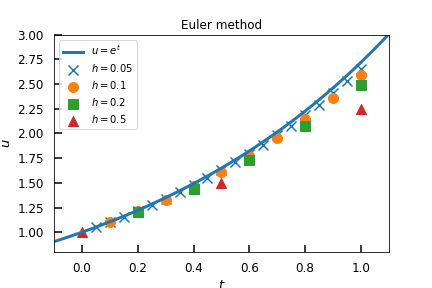 Euler method
3.00
2.75
2.50
2.25
2.00
1.75
1.50
1.25
1.00
u
u = e^t
h = 0.05
h = 0.1
h = 0.2
h = 0.5
0.0 0.2 0.4 0.6 0.8 1.0
t